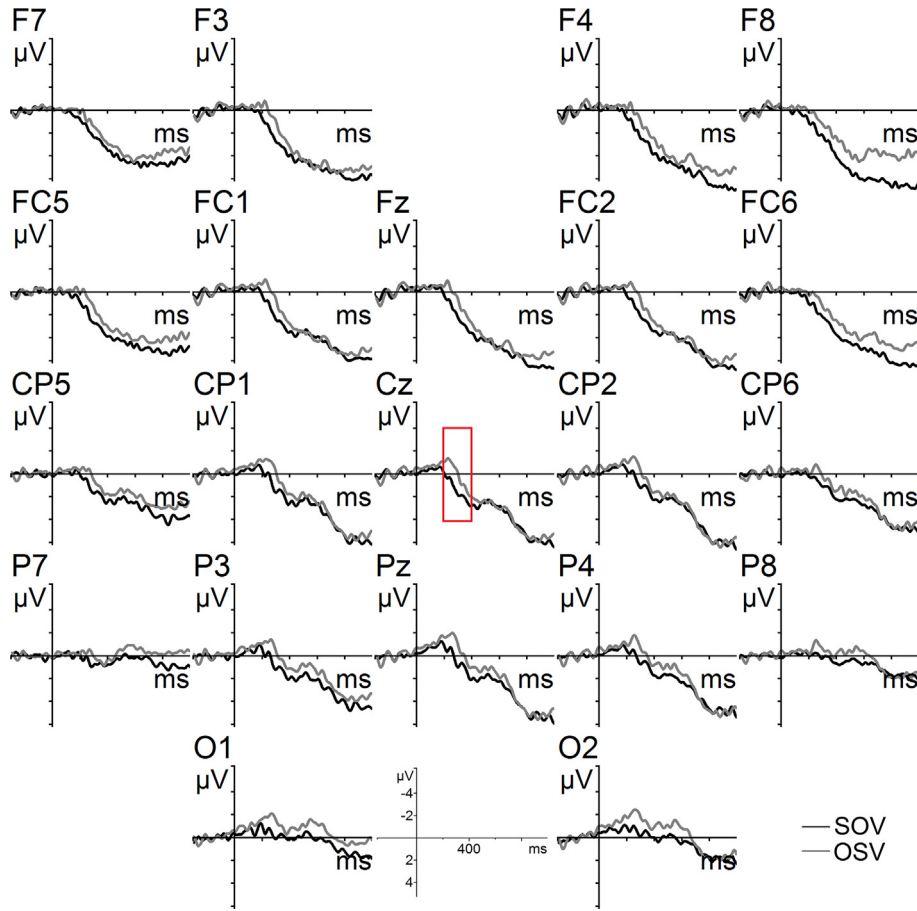 F7 F3 F4 F8
µV µV µV µV
ms ms ms ms
FC5 FC1 Fz FC2 FC6
µV µV µV µV µV
ms ms ms ms ms
CP5 CP1 Cz CP2 CP6
µV µV µV µV µV
ms ms ms ms ms
P7 P3 Pz P4 P8
µV µV µV µV µV
ms ms ms ms ms
O1 O2
µV µV µV
-4
-2
400 ms
ms ms
2
4
SOV
OSV